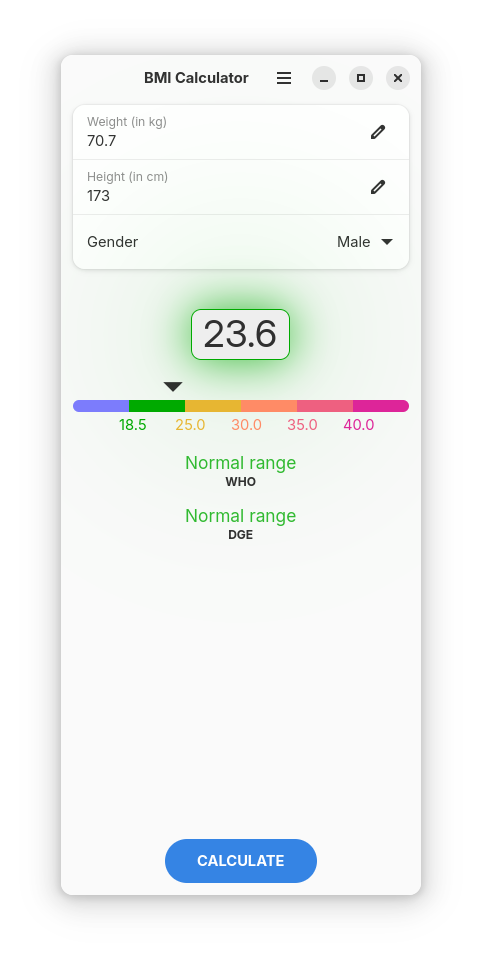 BMI Calculator
Weight (in kg)
70.7
Height (in cm)
173
Gender Male
23.6
18.5 25.0 30.0 35.0 40.0
Normal range
WHO
Normal range
DGE
CALCULATE